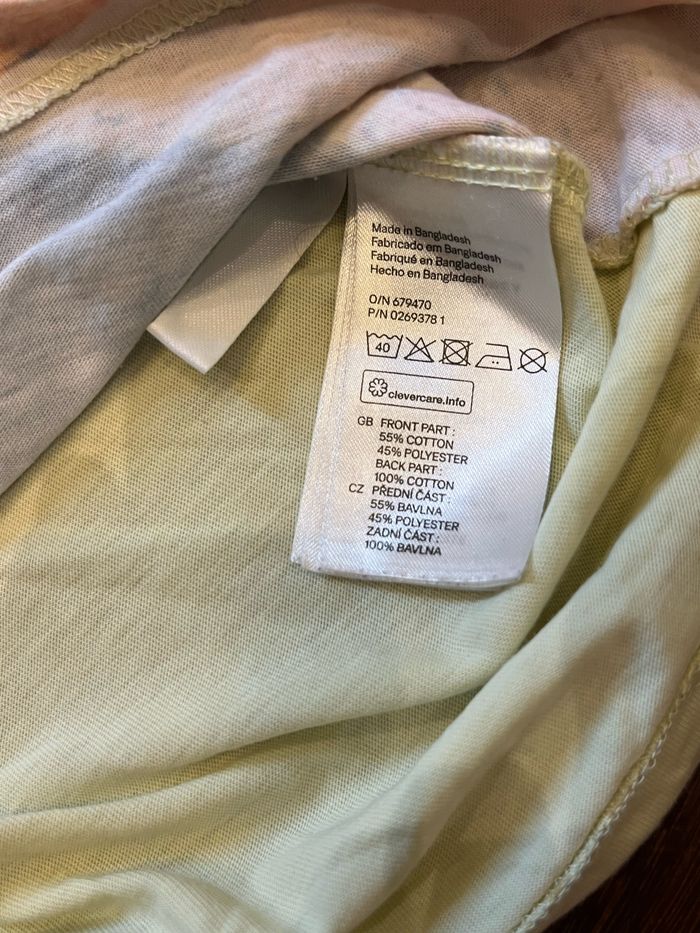 Made in Bangladesh
Fabricado em Bangladesh
Fabriqué en Bangladesh
Hecho en Bangladesh
O/N 679470
P/N 0269378 1
40
clevercare.info
GB FRONT PART :
55% COTTON
45% POLYESTER
BACK PART :
100% COTTON
CZ PŘEDNÍ ČÁST :
55% BAVLNA
45% POLYESTER
ZADNÍ ČÁST :
100% BAVLNA